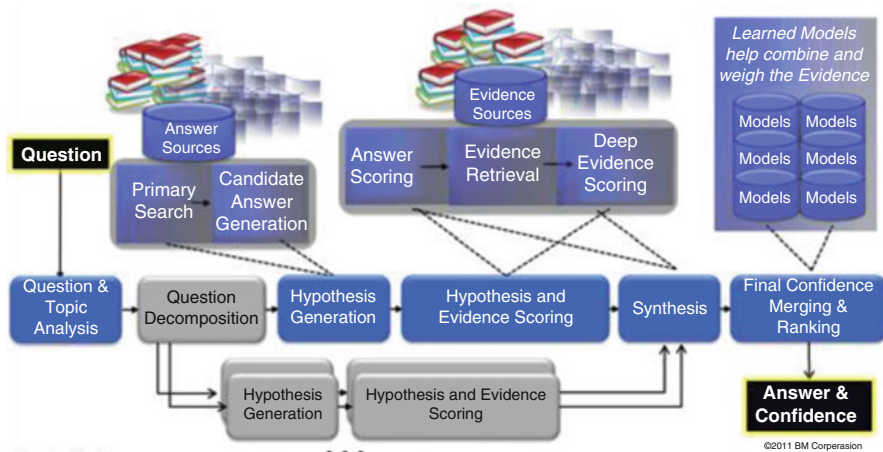 Learned Models
help combine and
weigh the Evidence
Models Models
Models Models
Models Models
Answer
Sources
Evidence
Sources
Question
Primary
Search
Candidate
Answer
Generation
Answer
Scoring
Evidence
Retrieval
Deep
Evidence
Scoring
Question &
Topic
Analysis
Question
Decomposition
Hypothesis
Generation
Hypothesis and
Evidence Scoring
Synthesis
Final Confidence
Merging &
Ranking
Hypothesis
Generation
Hypothesis and Evidence
Scoring
Answer &
Confidence
©2011 BM Corperasion